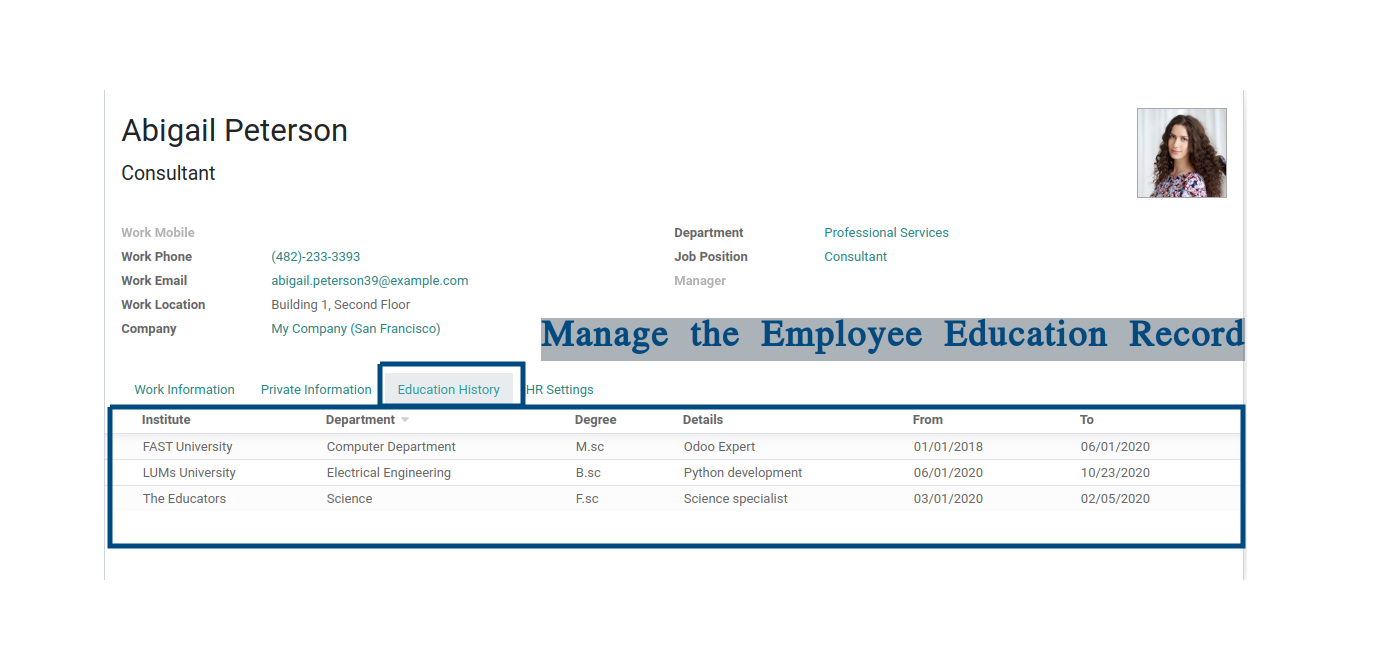 Abigail Peterson
Consultant
Work Mobile
Work Phone (482)-233-3393
Work Email abigail.peterson39@example.com
Work Location Building 1, Second Floor
Company My Company (San Francisco)
Department Professional Services
Job Position Consultant
Manager
Manage the Employee Education Record
Work Information Private Information Education History HR Settings
Institute Department Degree Details From To
FAST University Computer Department M.sc Odoo Expert 01/01/2018 06/01/2020
LUMs University Electrical Engineering B.sc Python development 06/01/2020 10/23/2020
The Educators Science F.sc Science specialist 03/01/2020 02/05/2020